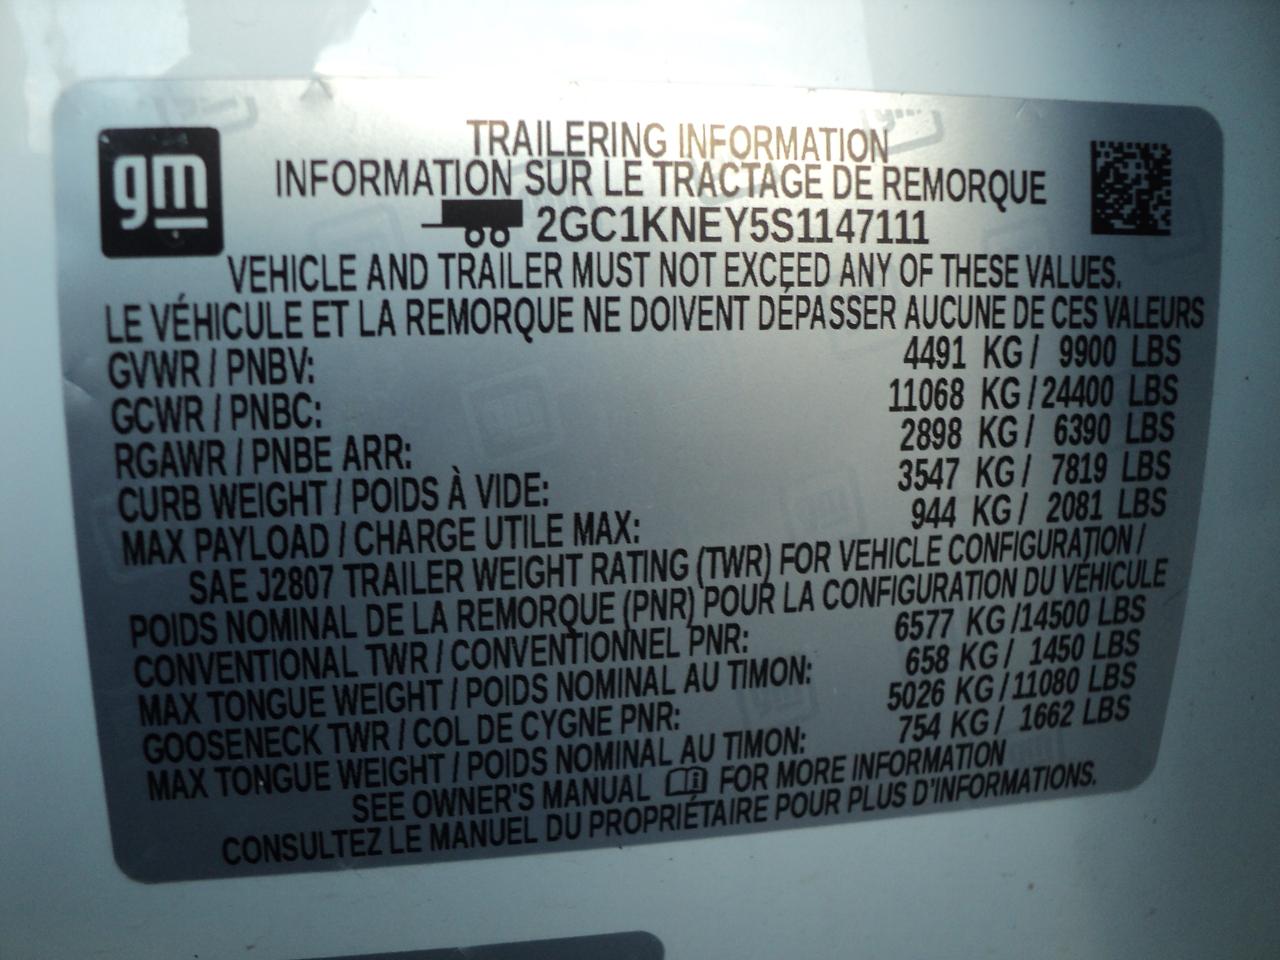 gm
TRAILERING INFORMATION
INFORMATION SUR LE TRACTAGE DE REMORQUE
2GC1KNEY5S1147111
VEHICLE AND TRAILER MUST NOT EXCEED ANY OF THESE VALUES.
LE VÉHICULE ET LA REMORQUE NE DOIVENT DÉPASSER AUCUNE DE CES VALEURS
GVWR / PNBV: 4491 KG / 9900 LBS
GCWR / PNBC: 11068 KG / 24400 LBS
RGAWR / PNBE ARR: 2898 KG / 6390 LBS
CURB WEIGHT / POIDS À VIDE: 3547 KG / 7819 LBS
MAX PAYLOAD / CHARGE UTILE MAX: 944 KG / 2081 LBS
SAE J2807 TRAILER WEIGHT RATING (TWR) FOR VEHICLE CONFIGURATION /
POIDS NOMINAL DE LA REMORQUE (PNR) POUR LA CONFIGURATION DU VÉHICULE
CONVENTIONAL TWR / CONVENTIONNEL PNR: 6577 KG / 14500 LBS
MAX TONGUE WEIGHT / POIDS NOMINAL AU TIMON: 658 KG / 1450 LBS
GOOSENECK TWR / COL DE CYGNE PNR: 5026 KG / 11080 LBS
MAX TONGUE WEIGHT / POIDS NOMINAL AU TIMON: 754 KG / 1662 LBS
SEE OWNER'S MANUAL FOR MORE INFORMATION
CONSULTEZ LE MANUEL DU PROPRIÉTAIRE POUR PLUS D'INFORMATIONS.